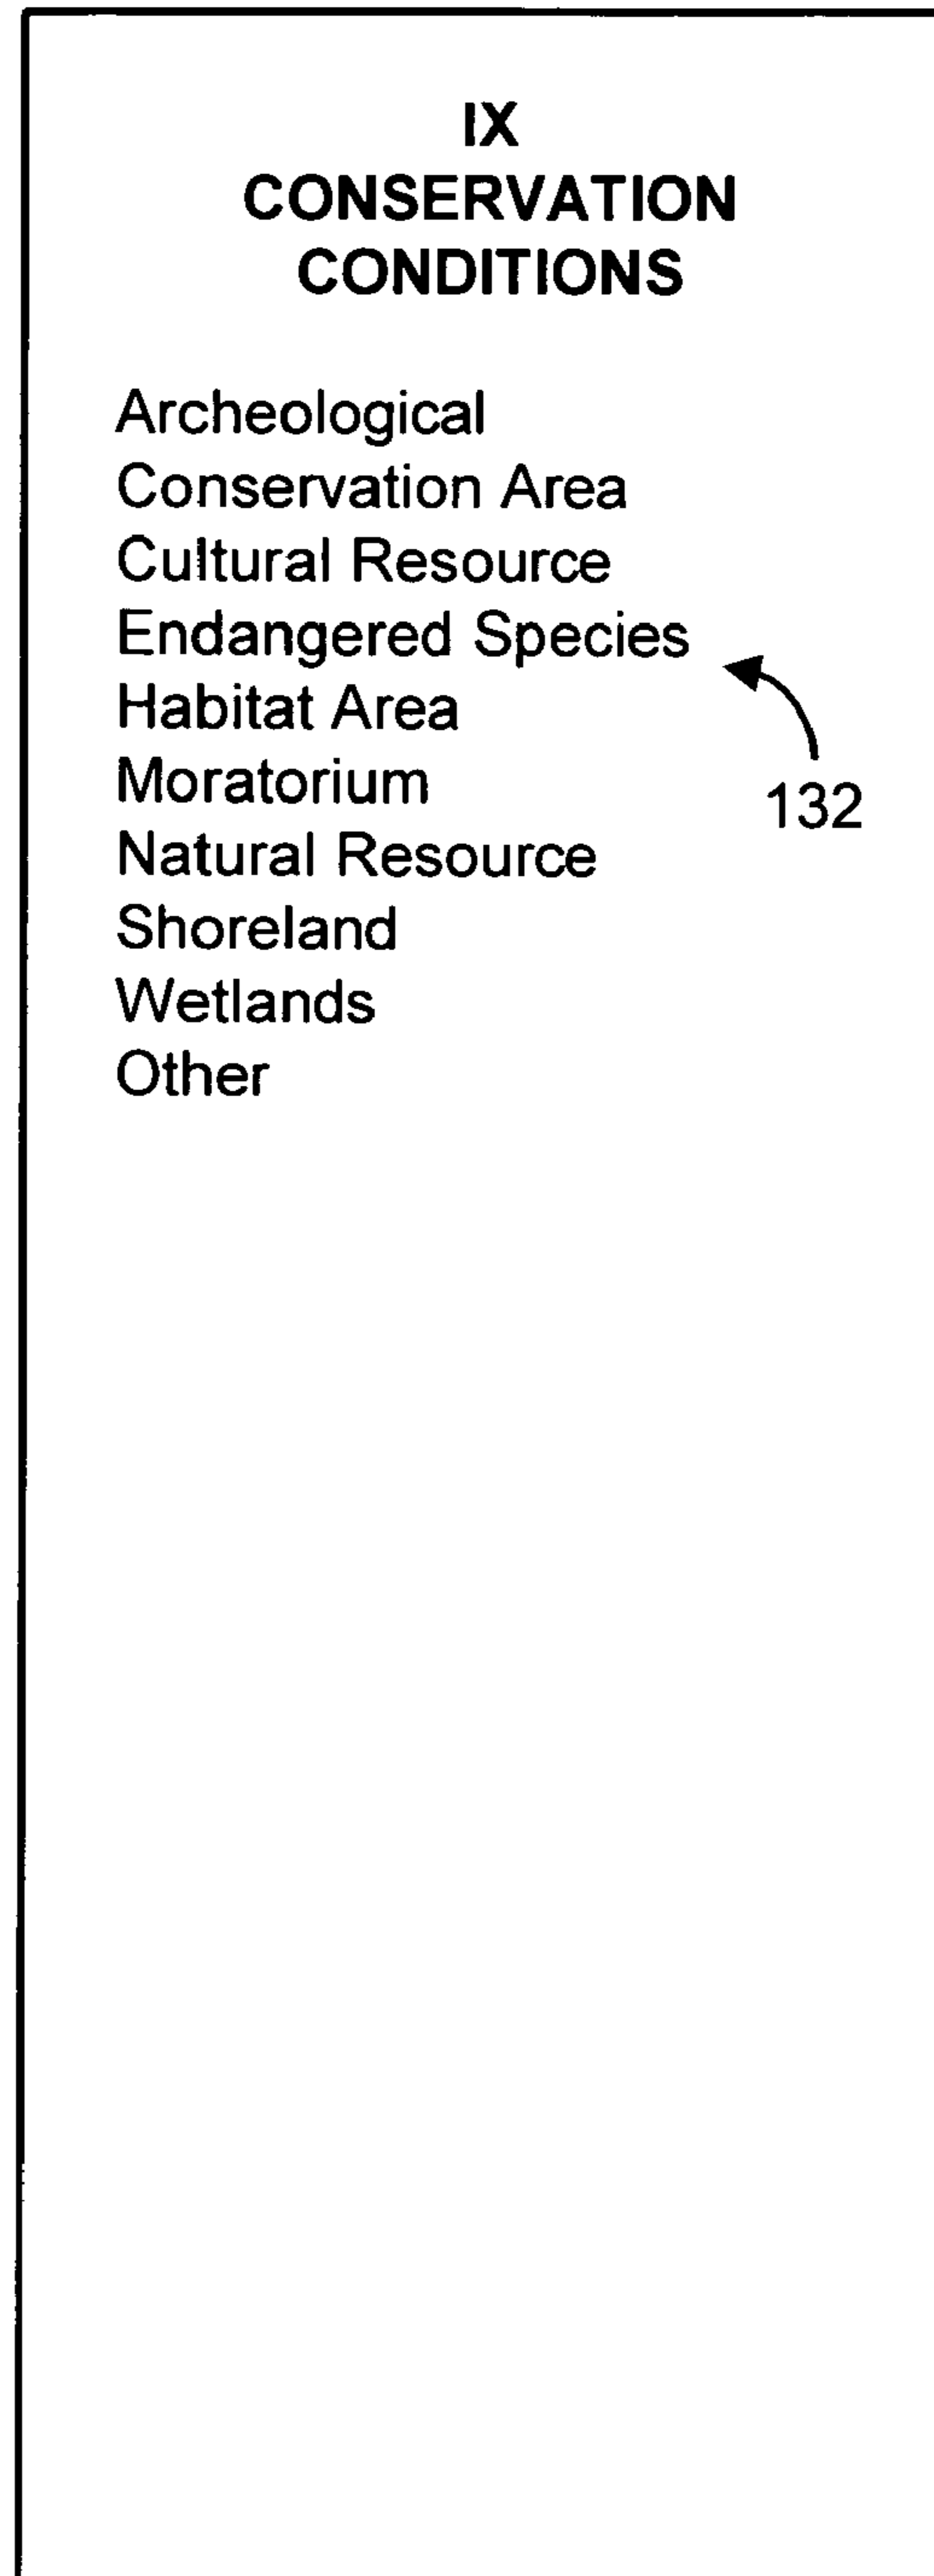 IX
CONSERVATION
CONDITIONS
Archeological
Conservation Area
Cultural Resource
Endangered Species
Habitat Area
Moratorium
132
Natural Resource
Shoreland
Wetlands
Other